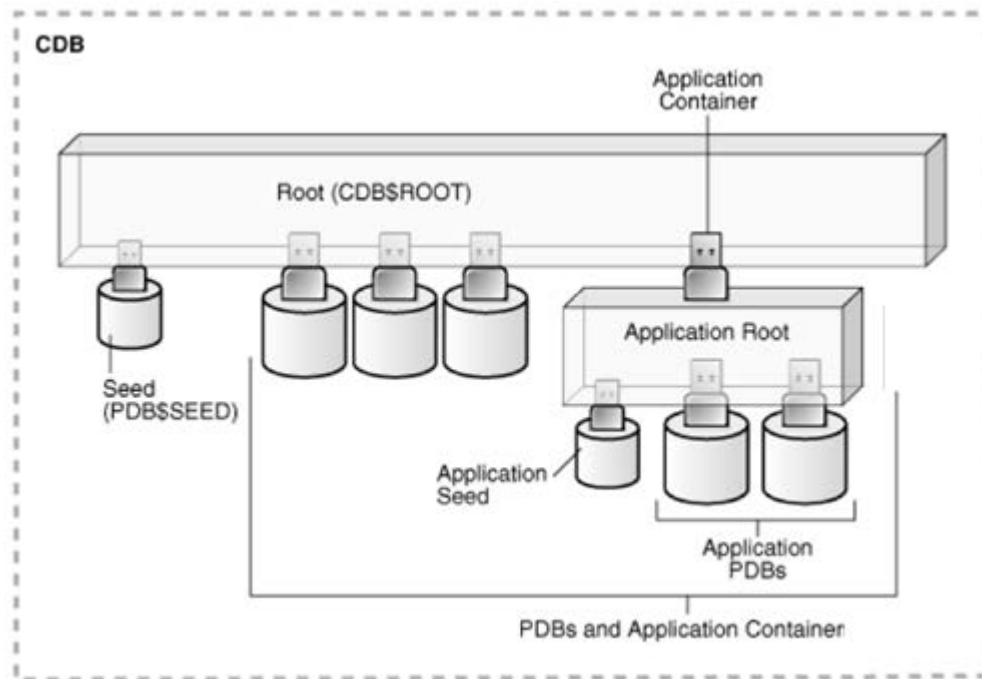 CDB
Application
Container
Root (CDB$ROOT)
Application Root
Seed
(PDB$SEED)
Application
Seed
Application
PDBs
PDBs and Application Container